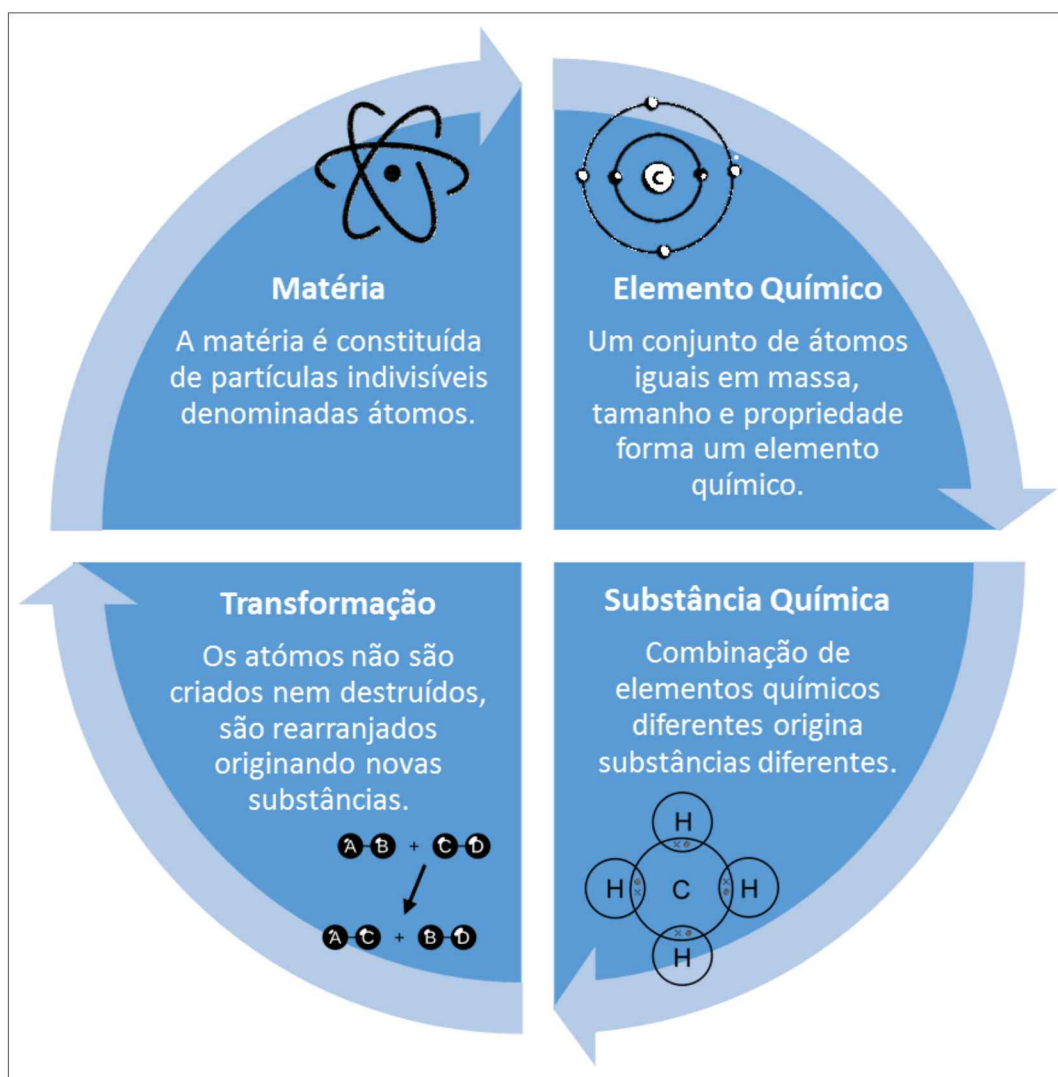 Matéria
A matéria é constituída
de partículas indivisíveis
denominadas átomos.
C
Elemento Químico
Um conjunto de átomos
iguais em massa,
tamanho e propriedade
forma um elemento
químico.
Substância Química
Combinação de
elementos químicos
diferentes origina
substâncias diferentes.
H
H C H
H
Transformação
Os atómos não são
criados nem destruídos,
são rearranjados
originando novas
substâncias.
A B + C D
A C + B D